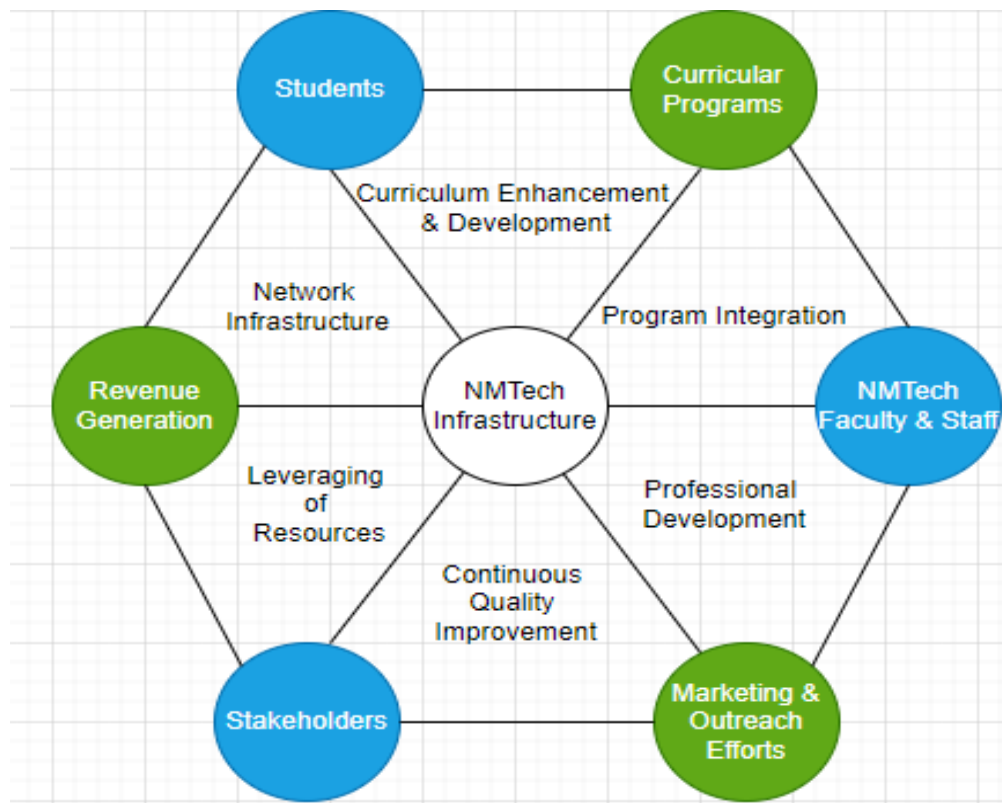 Students
Curricular
Programs
Curriculum Enhancement
& Development
Network
Infrastructure
Program Integration
Revenue
Generation
NMTech
Infrastructure
NMTech
Faculty & Staff
Leveraging
of
Resources
Professional
Development
Continuous
Quality
Improvement
Stakeholders
Marketing &
Outreach
Efforts